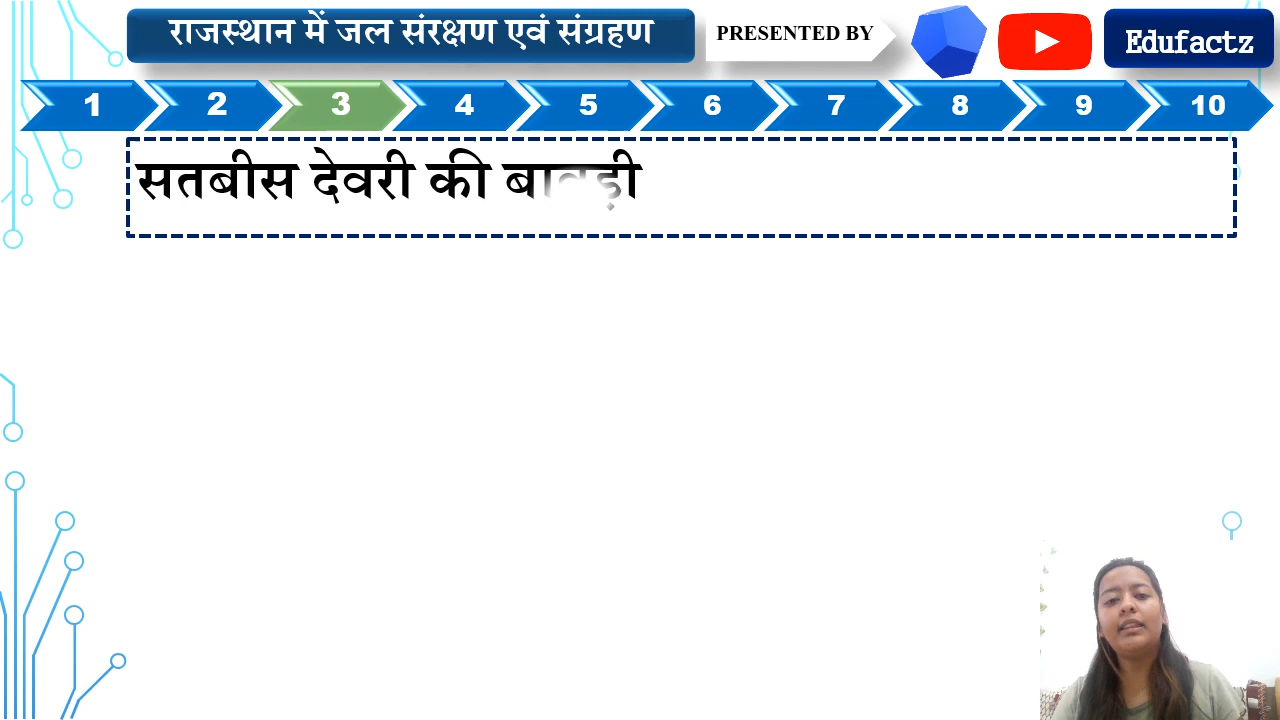 राजस्थान में जल संरक्षण एवं संग्रहण
PRESENTED BY
Edufactz
1 2 3 4 5 6 7 8 9 10
सतबीस देवरी की बावड़ी